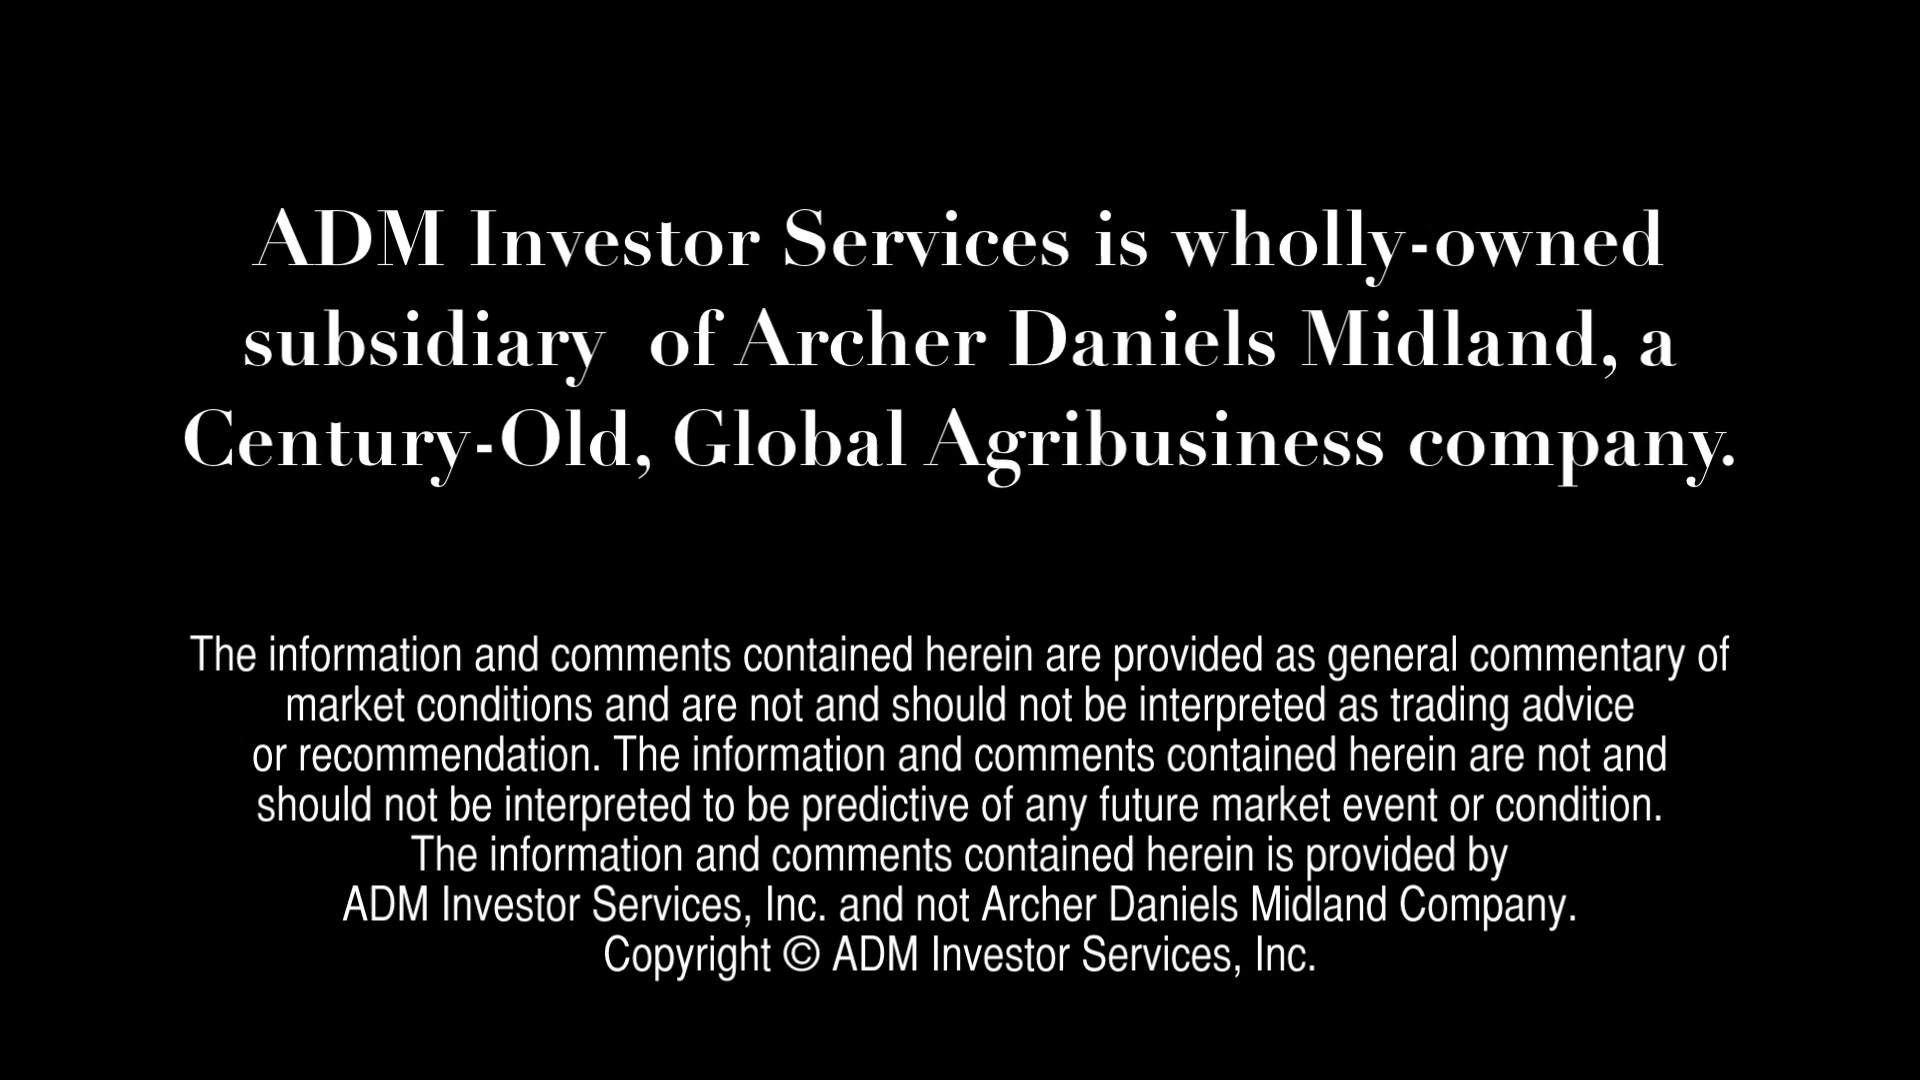 ADM Investor Services is wholly-owned
subsidiary  of Archer Daniels Midland, a
Century-Old, Global Agribusiness company.
The information and comments contained herein are provided as general commentary of
market conditions and are not and should not be interpreted as trading advice
or recommendation. The information and comments contained herein are not and
should not be interpreted to be predictive of any future market event or condition.
The information and comments contained herein is provided by
ADM Investor Services, Inc. and not Archer Daniels Midland Company.
Copyright © ADM Investor Services, Inc.